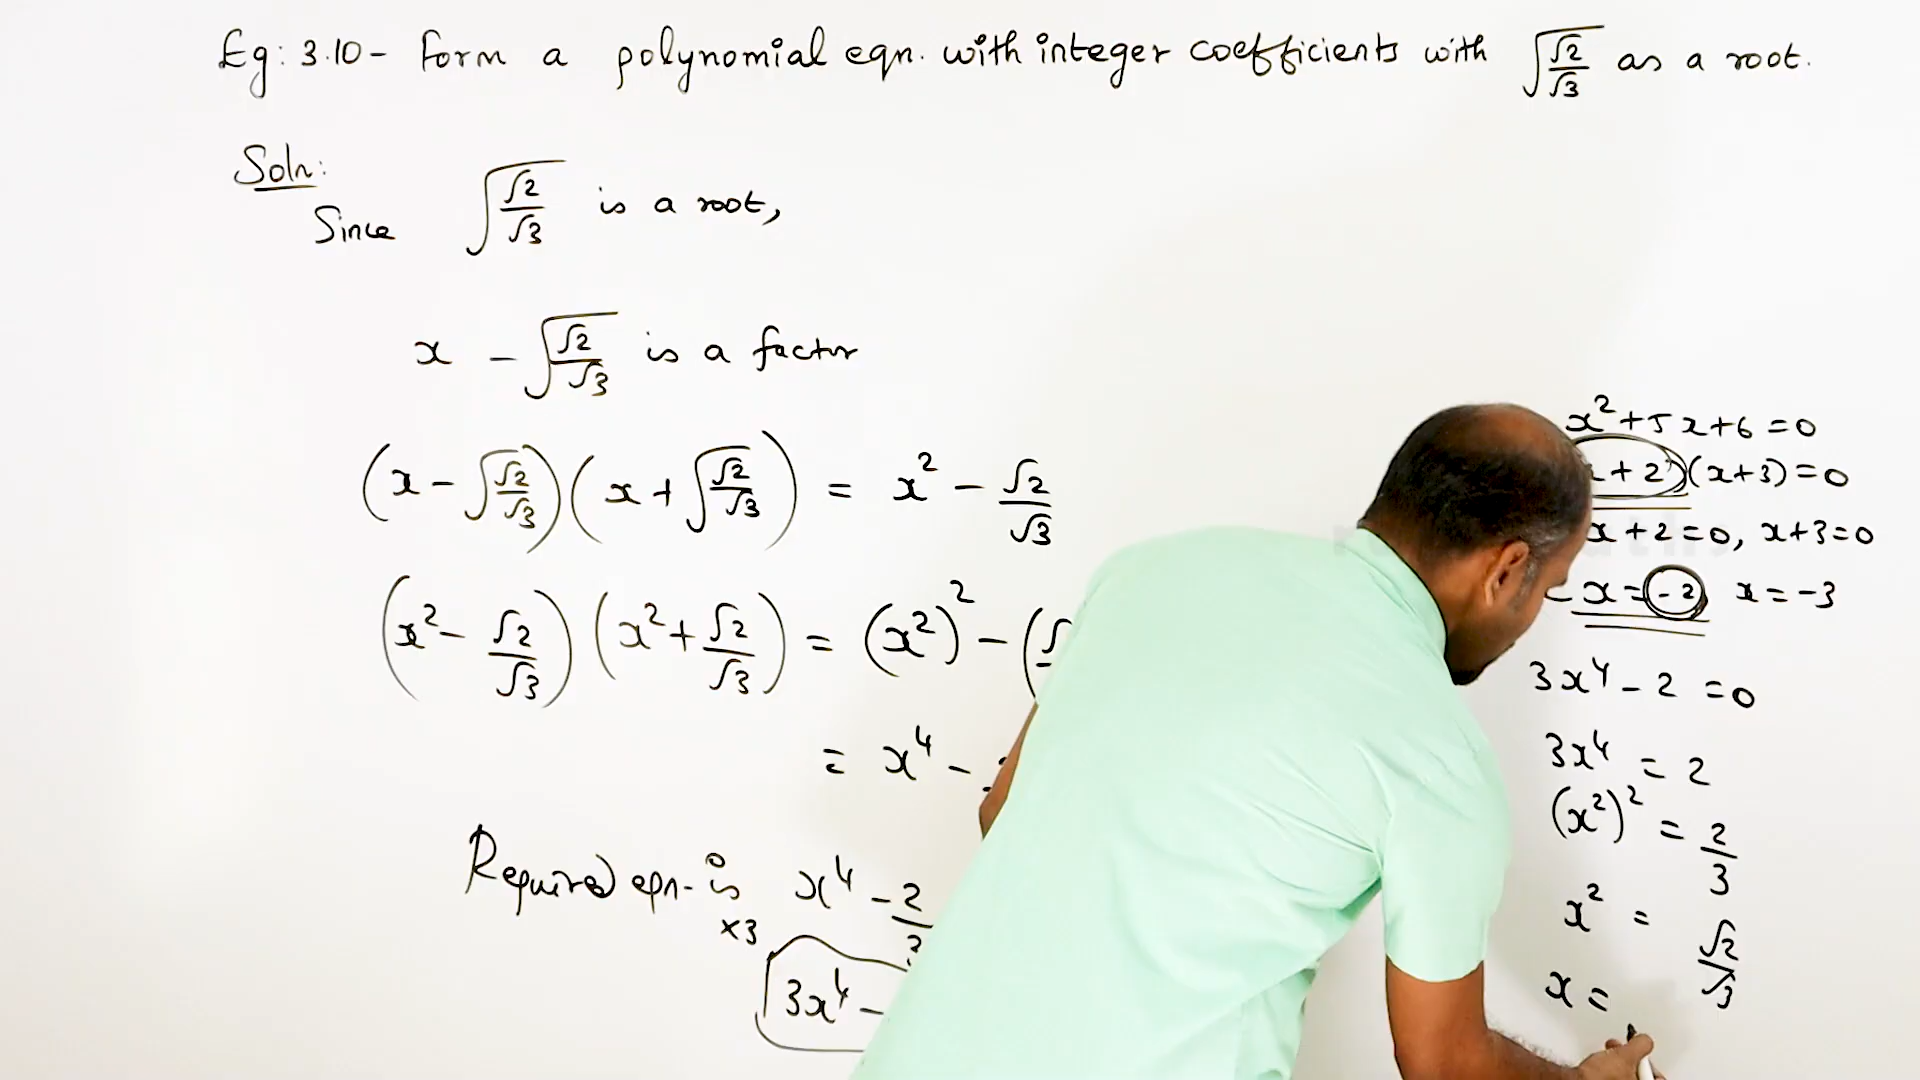 Eg: 3.10 - Form a polynomial eqn. with integer coefficients with √(√2/√3) as a root.
Soln:
Since √(√2/√3) is a root,
x - √(√2/√3) is a factor
(x - √(√2/√3)) (x + √(√2/√3)) = x² - √2/√3
(x² - √2/√3) (x² + √2/√3) = (x²)² - (√
= x⁴ -
Required eqn. is x⁴ - 2/3
×3
3x⁴ -
x² + 5x + 6 = 0
x + 2) (x + 3) = 0
x + 2 = 0, x + 3 = 0
x = -2 x = -3
3x⁴ - 2 = 0
3x⁴ = 2
(x²)² = 2/3
x² = √2/√3
x =